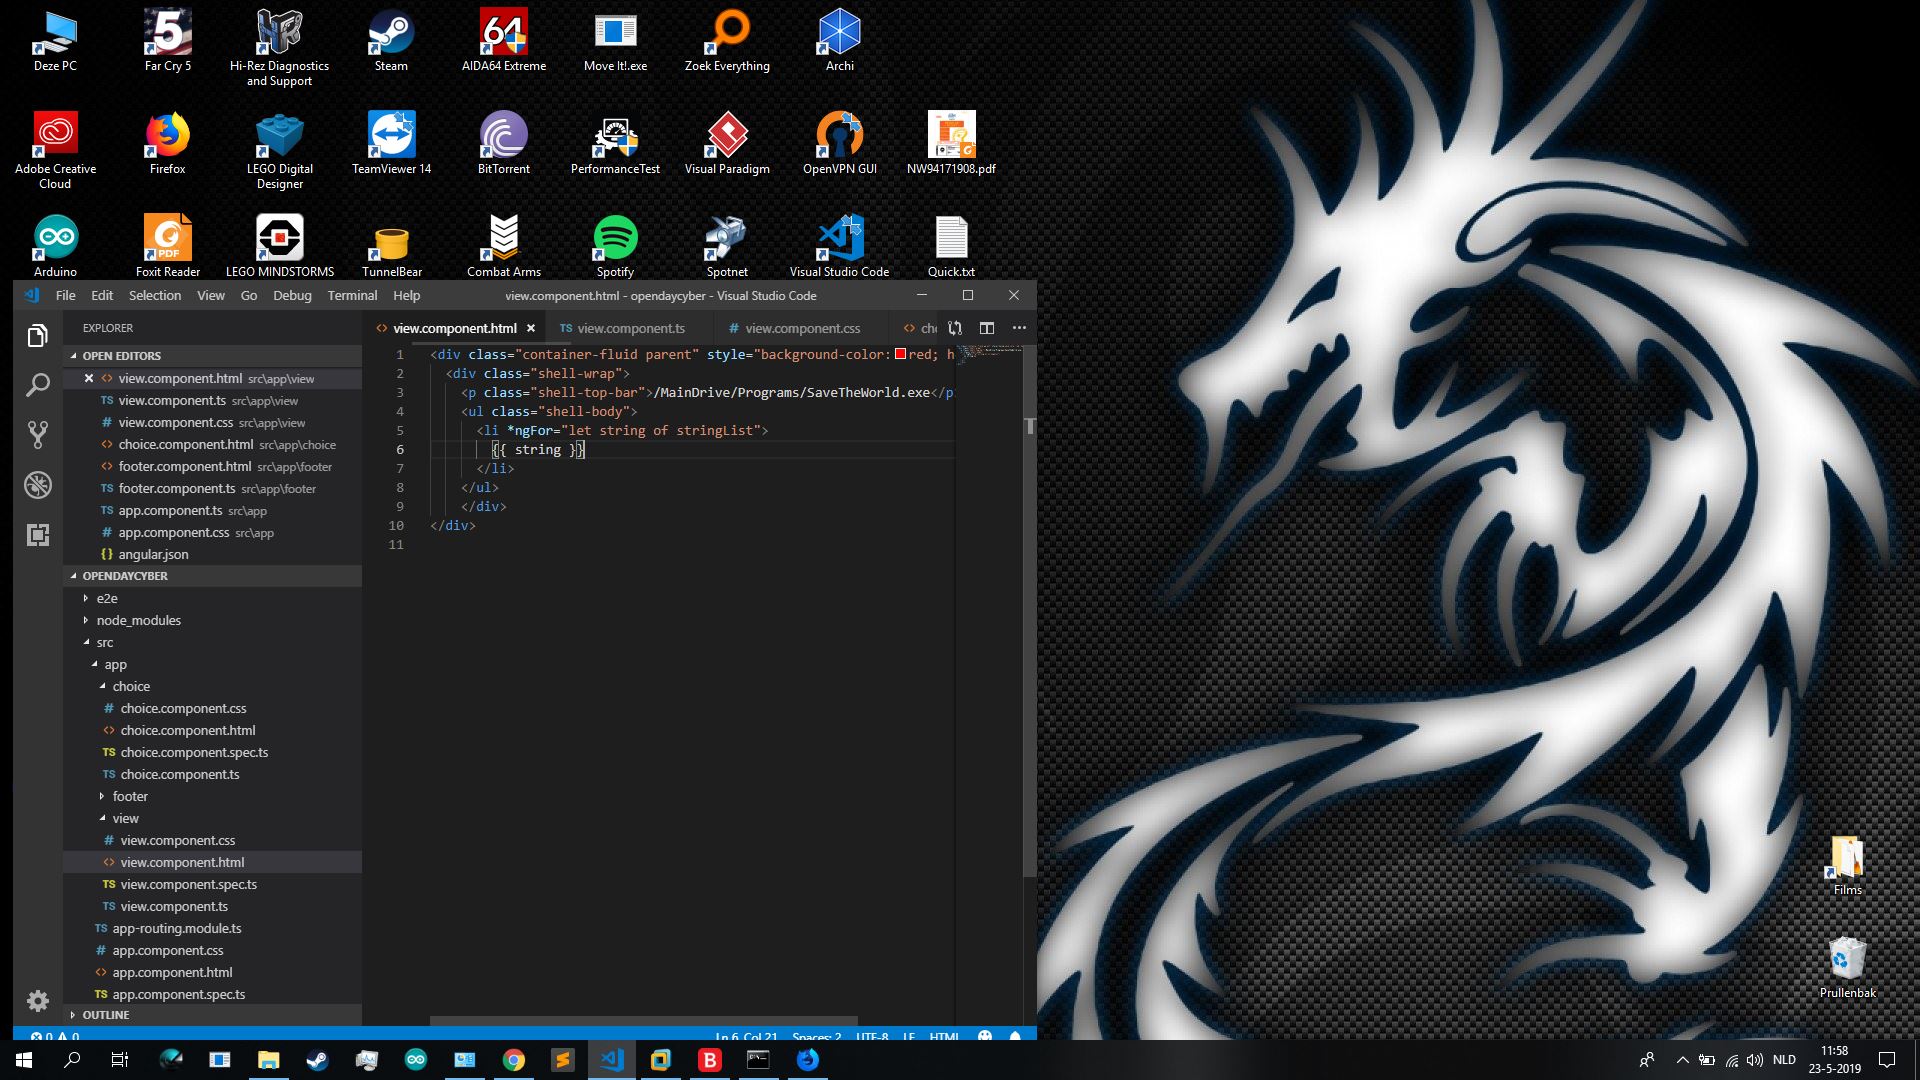 Deze PC
Far Cry 5
Hi-Rez Diagnostics
and Support
Steam
AIDA64 Extreme
Move It!.exe
Zoek Everything
Archi
Adobe Creative
Cloud
Firefox
LEGO Digital
Designer
TeamViewer 14
BitTorrent
PerformanceTest
Visual Paradigm
OpenVPN GUI
NW94171908.pdf
Arduino
Foxit Reader
LEGO MINDSTORMS
TunnelBear
Combat Arms
Spotify
Spotnet
Visual Studio Code
Quick.txt
File Edit Selection View Go Debug Terminal Help
view.component.html - opendaycyber - Visual Studio Code
EXPLORER
OPEN EDITORS
view.component.html src\app\view
TS view.component.ts src\app\view
# view.component.css src\app\view
choice.component.html src\app\choice
footer.component.html src\app\footer
TS footer.component.ts src\app\footer
TS app.component.ts src\app
# app.component.css src\app
{} angular.json
OPENDAYCYBER
e2e
node_modules
src
app
choice
# choice.component.css
<> choice.component.html
TS choice.component.spec.ts
TS choice.component.ts
footer
view
# view.component.css
<> view.component.html
TS view.component.spec.ts
TS view.component.ts
TS app-routing.module.ts
# app.component.css
<> app.component.html
TS app.component.spec.ts
OUTLINE
<> view.component.html
TS view.component.ts
# view.component.css
<> ch
1 <div class="container-fluid parent" style="background-color: red; h
2 <div class="shell-wrap">
3 <p class="shell-top-bar">/MainDrive/Programs/SaveTheWorld.exe</p>
4 <ul class="shell-body">
5 <li *ngFor="let string of stringList">
6 {{ string }}
7 </li>
8 </ul>
9 </div>
10 </div>
11
0 0
Ln 6, Col 21 Spaces: 2 UTF-8 LF HTML
Films
Prullenbak
NLD
11:58
23-5-2019